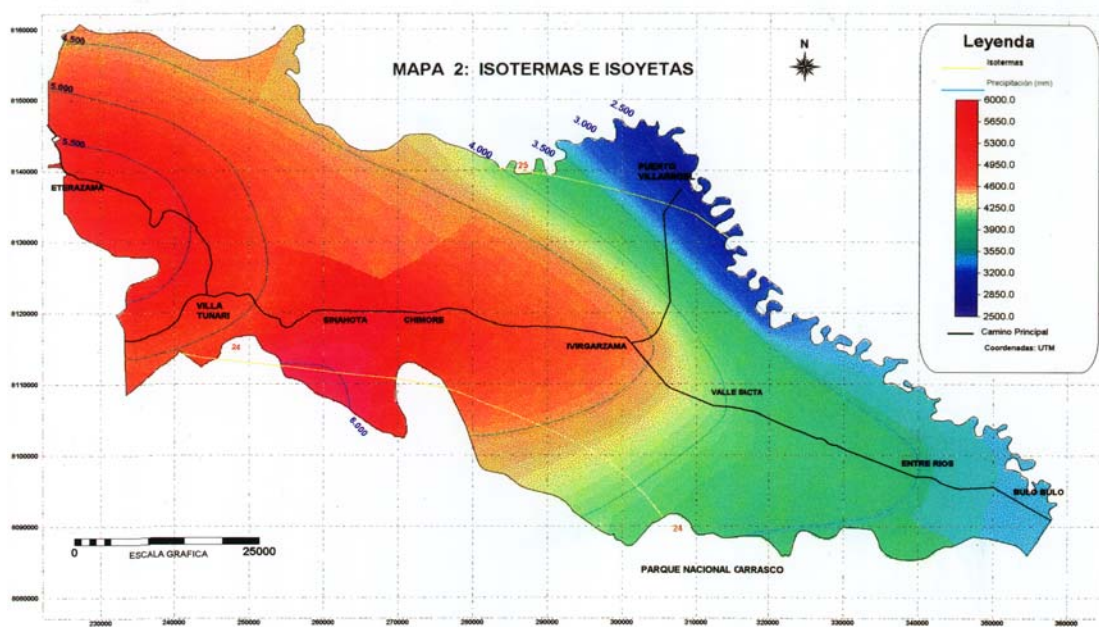 MAPA 2: ISOTERMAS E ISOYETAS
N
Leyenda
Isotermas
Precipitación (mm)
6000.0
5650.0
5300.0
4950.0
4600.0
4250.0
3900.0
3550.0
3200.0
2850.0
2500.0
Camino Principal
Coordenadas: UTM
4.500
5.000
5.500
4.000
3.500
3.000
2.500
25
PUERTO
VILLARROEL
ETERAZAMA
VILLA
TUNARI
SINAHOTA
CHIMORE
IVIRGARZAMA
24
6.000
VALLE SICTA
ENTRE RIOS
BULO BULO
24
PARQUE NACIONAL CARRASCO
0
25000
ESCALA GRAFICA
8160000
8150000
8140000
8130000
8120000
8110000
8100000
8090000
8080000
230000
240000
250000
260000
270000
280000
290000
300000
310000
320000
330000
340000
350000
360000